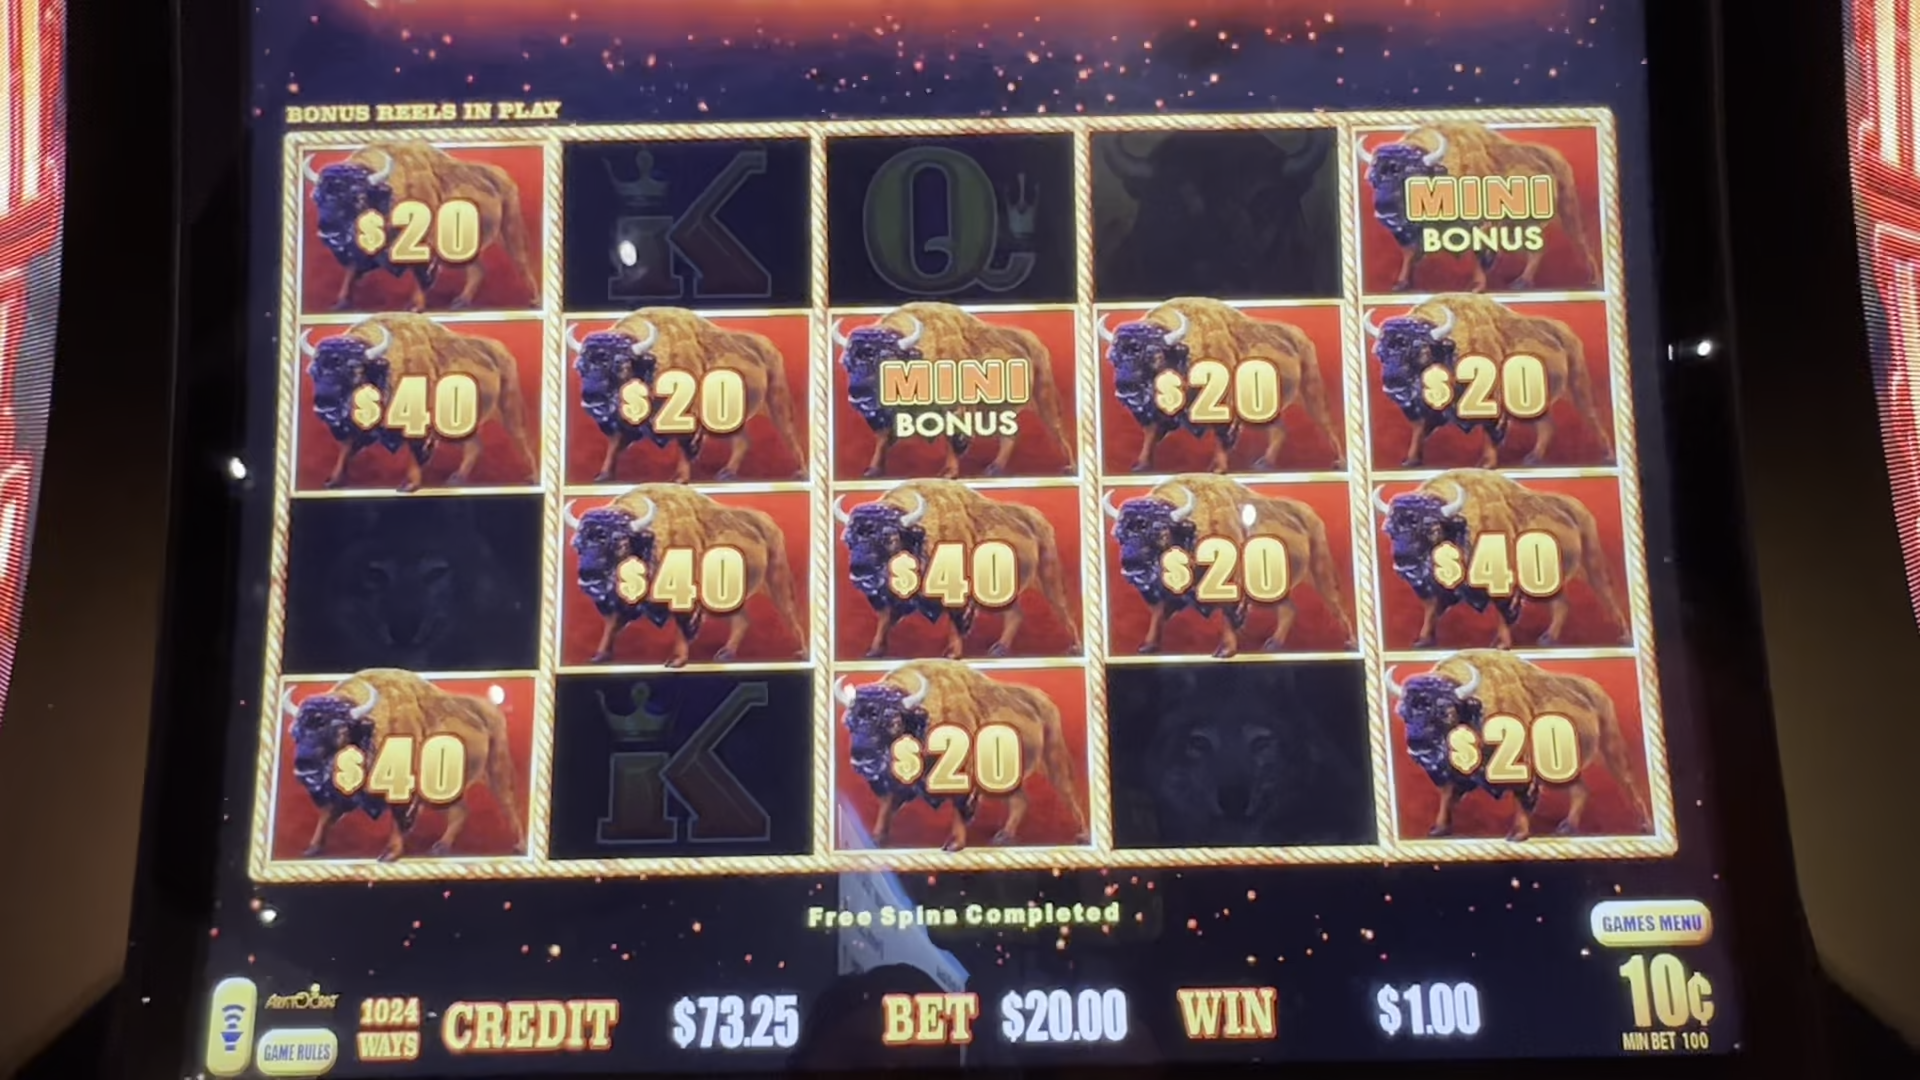 BONUS REELS IN PLAY
$20
K
Q
MINI
BONUS
$40
$20
MINI
BONUS
$20
$20
$40
$40
$20
$40
$40
K
$20
$20
Free Spins Completed
GAMES MENU
ARISTOCRAT
GAME RULES
1024
WAYS
CREDIT $73.25 BET $20.00 WIN $1.00
10¢
MIN BET 100